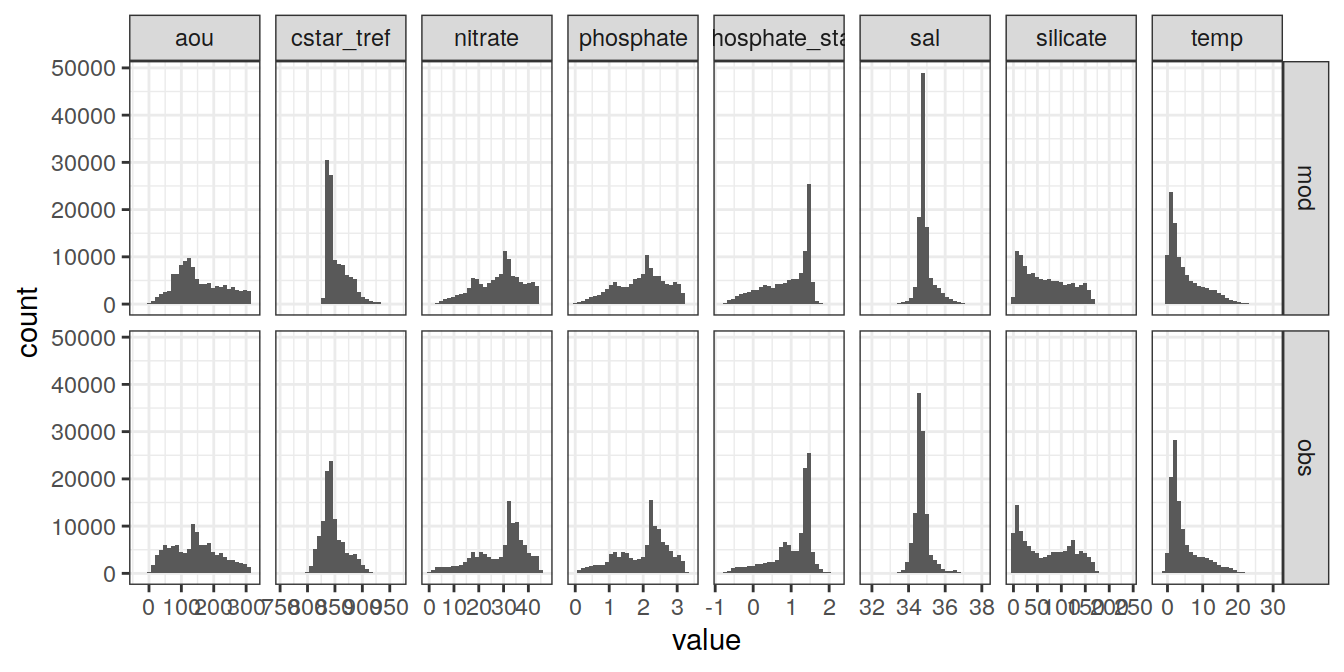 aou cstar_tref nitrate phosphate hosphate_sta sal silicate temp
50000
40000
30000
20000
10000
0
mod
count
50000
40000
30000
20000
10000
0
obs
0 100 200 300 750 800 850 900 950 0 10 20 30 40 0 1 2 3 -1 0 1 2 32 34 36 38 0 50 100 150 200 250 0 10 20 30
value